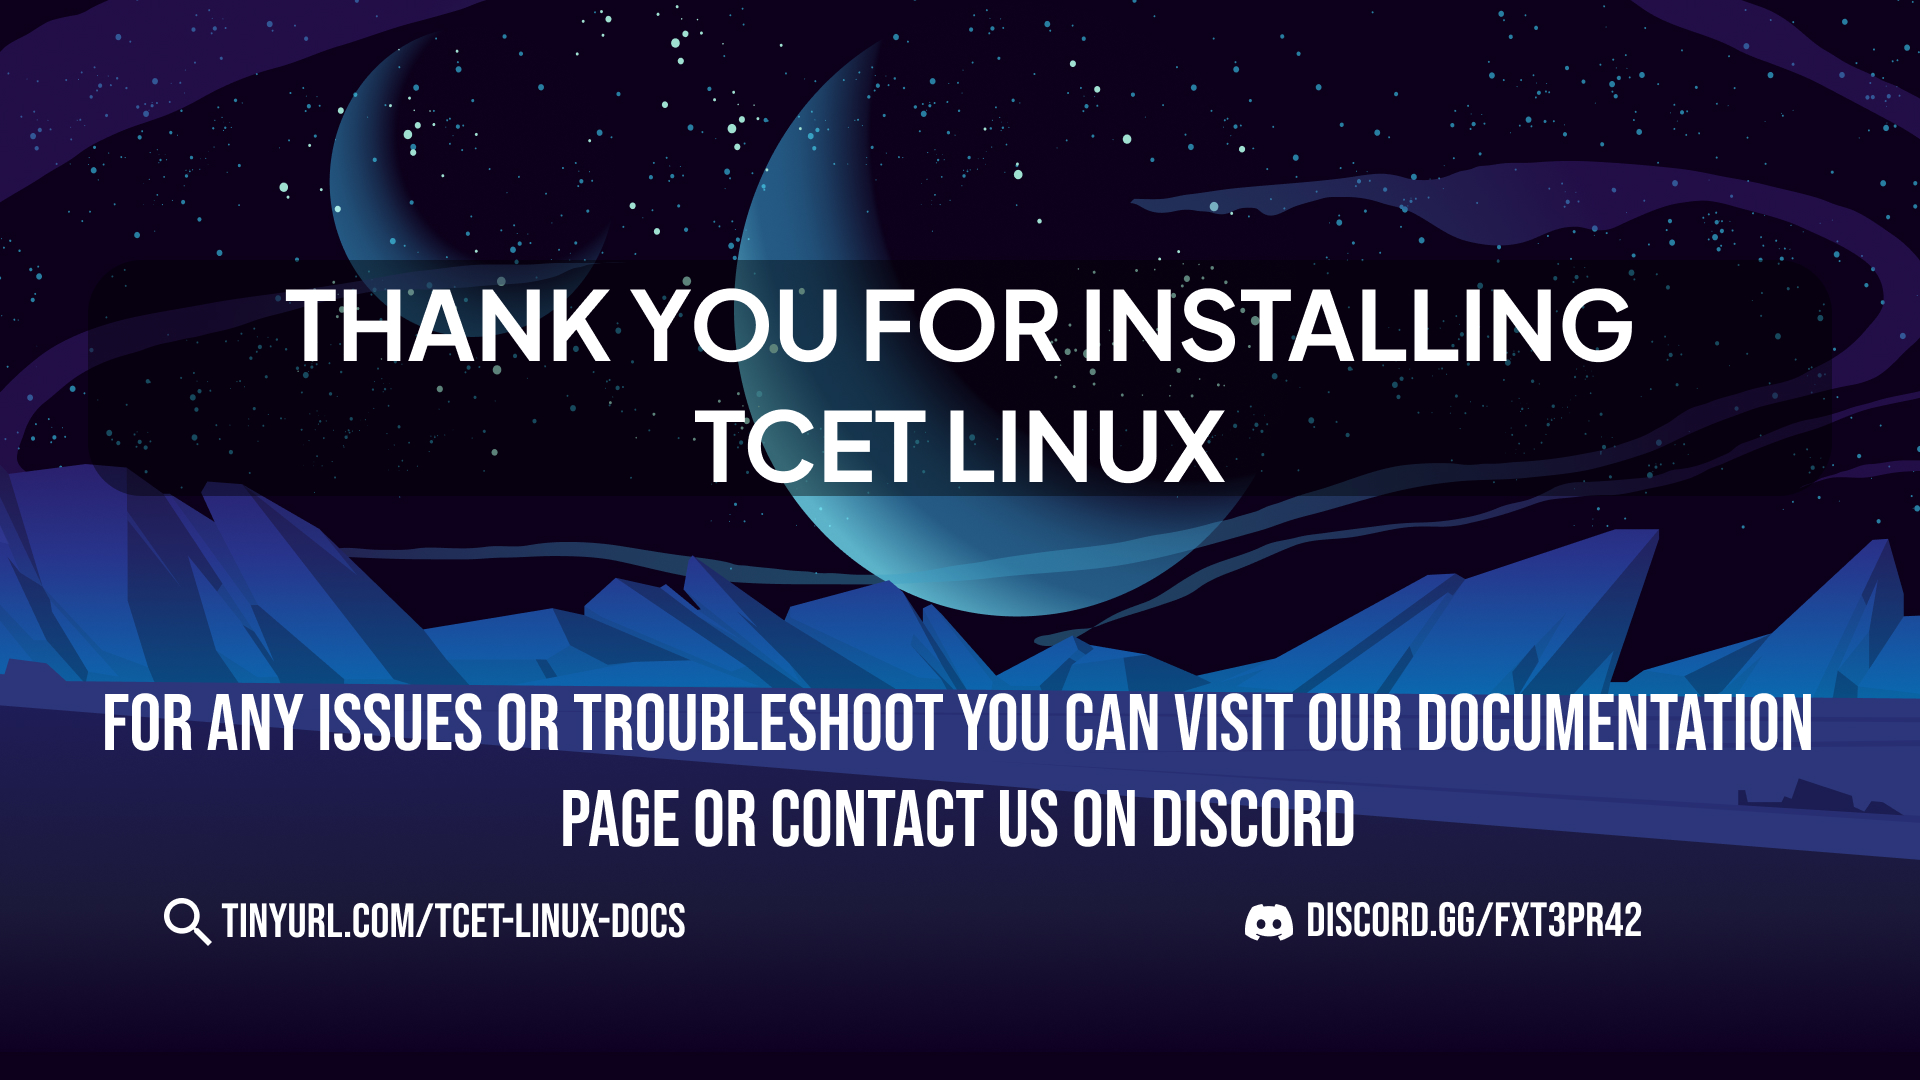 THANK YOU FOR INSTALLING
TCET LINUX
FOR ANY ISSUES OR TROUBLESHOOT YOU CAN VISIT OUR DOCUMENTATION
PAGE OR CONTACT US ON DISCORD
TINYURL.COM/TCET-LINUX-DOCS
DISCORD.GG/FXT3PR42